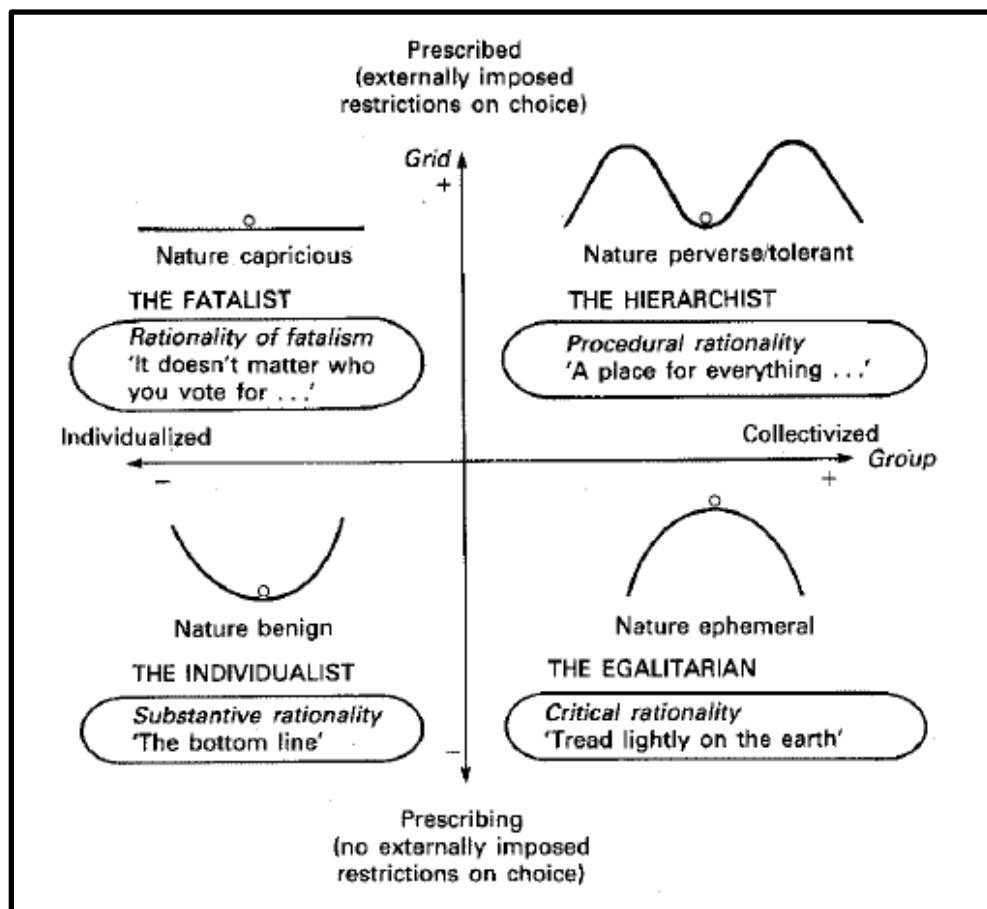 Prescribed
(externally imposed
restrictions on choice)
Grid
+
Nature capricious
Nature perverse/tolerant
THE FATALIST
Rationality of fatalism
'It doesn't matter who
you vote for ...'
THE HIERARCHIST
Procedural rationality
'A place for everything ...'
Individualized
−
Collectivized
Group
+
Nature benign
Nature ephemeral
THE INDIVIDUALIST
Substantive rationality
'The bottom line'
THE EGALITARIAN
Critical rationality
'Tread lightly on the earth'
−
Prescribing
(no externally imposed
restrictions on choice)